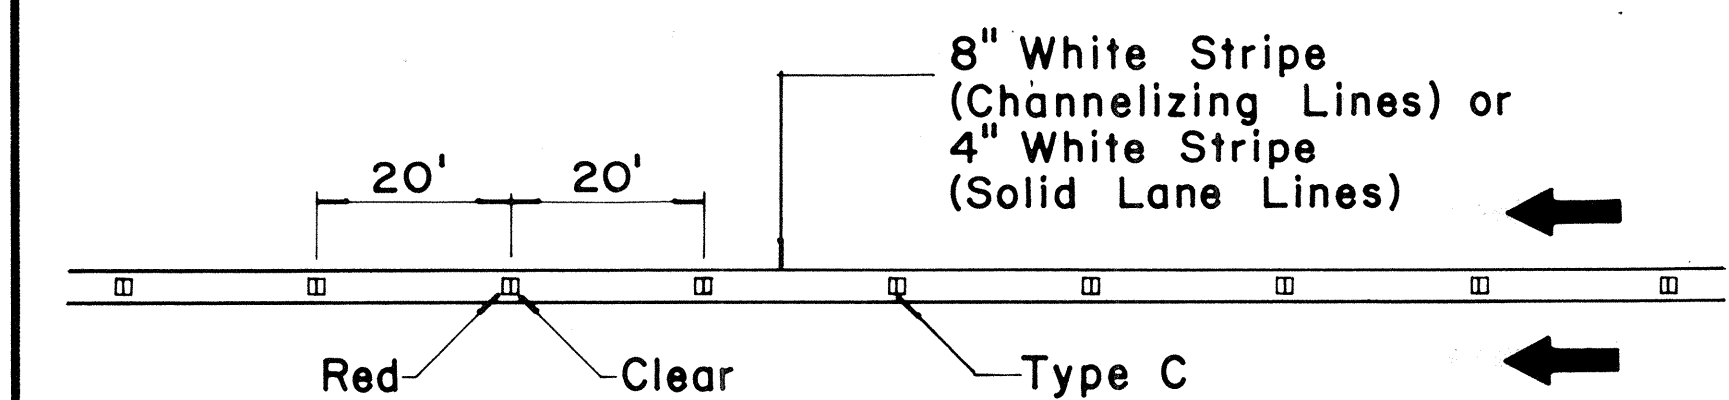 8" White Stripe
(Channelizing Lines) or
4" White Stripe
(Solid Lane Lines)
20' 20'
Red Clear Type C